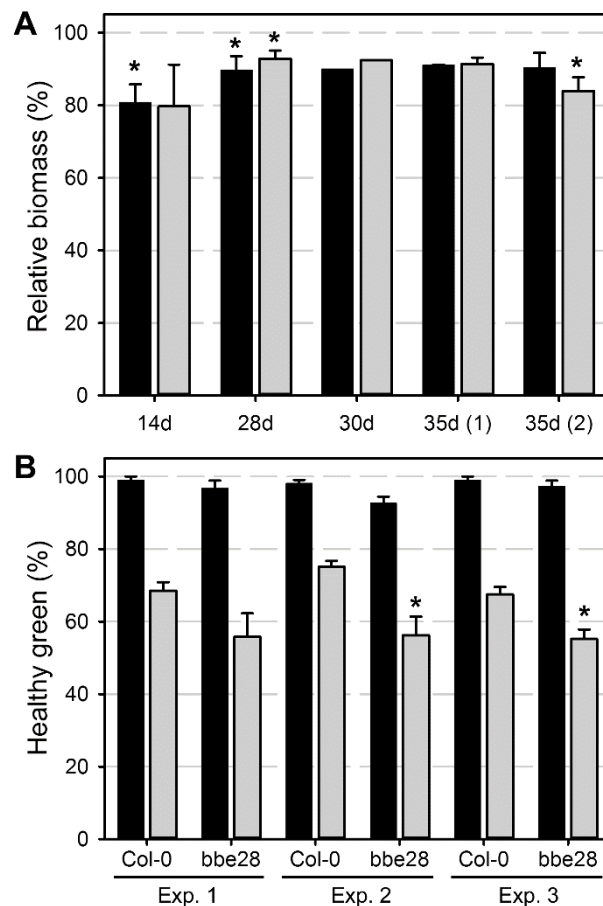 A
Relative biomass (%)
100
80
60
40
20
0
* * * *
14d 28d 30d 35d (1) 35d (2)
B
Healthy green (%)
100
80
60
40
20
0
* *
Col-0 bbe28 Col-0 bbe28 Col-0 bbe28
Exp. 1 Exp. 2 Exp. 3